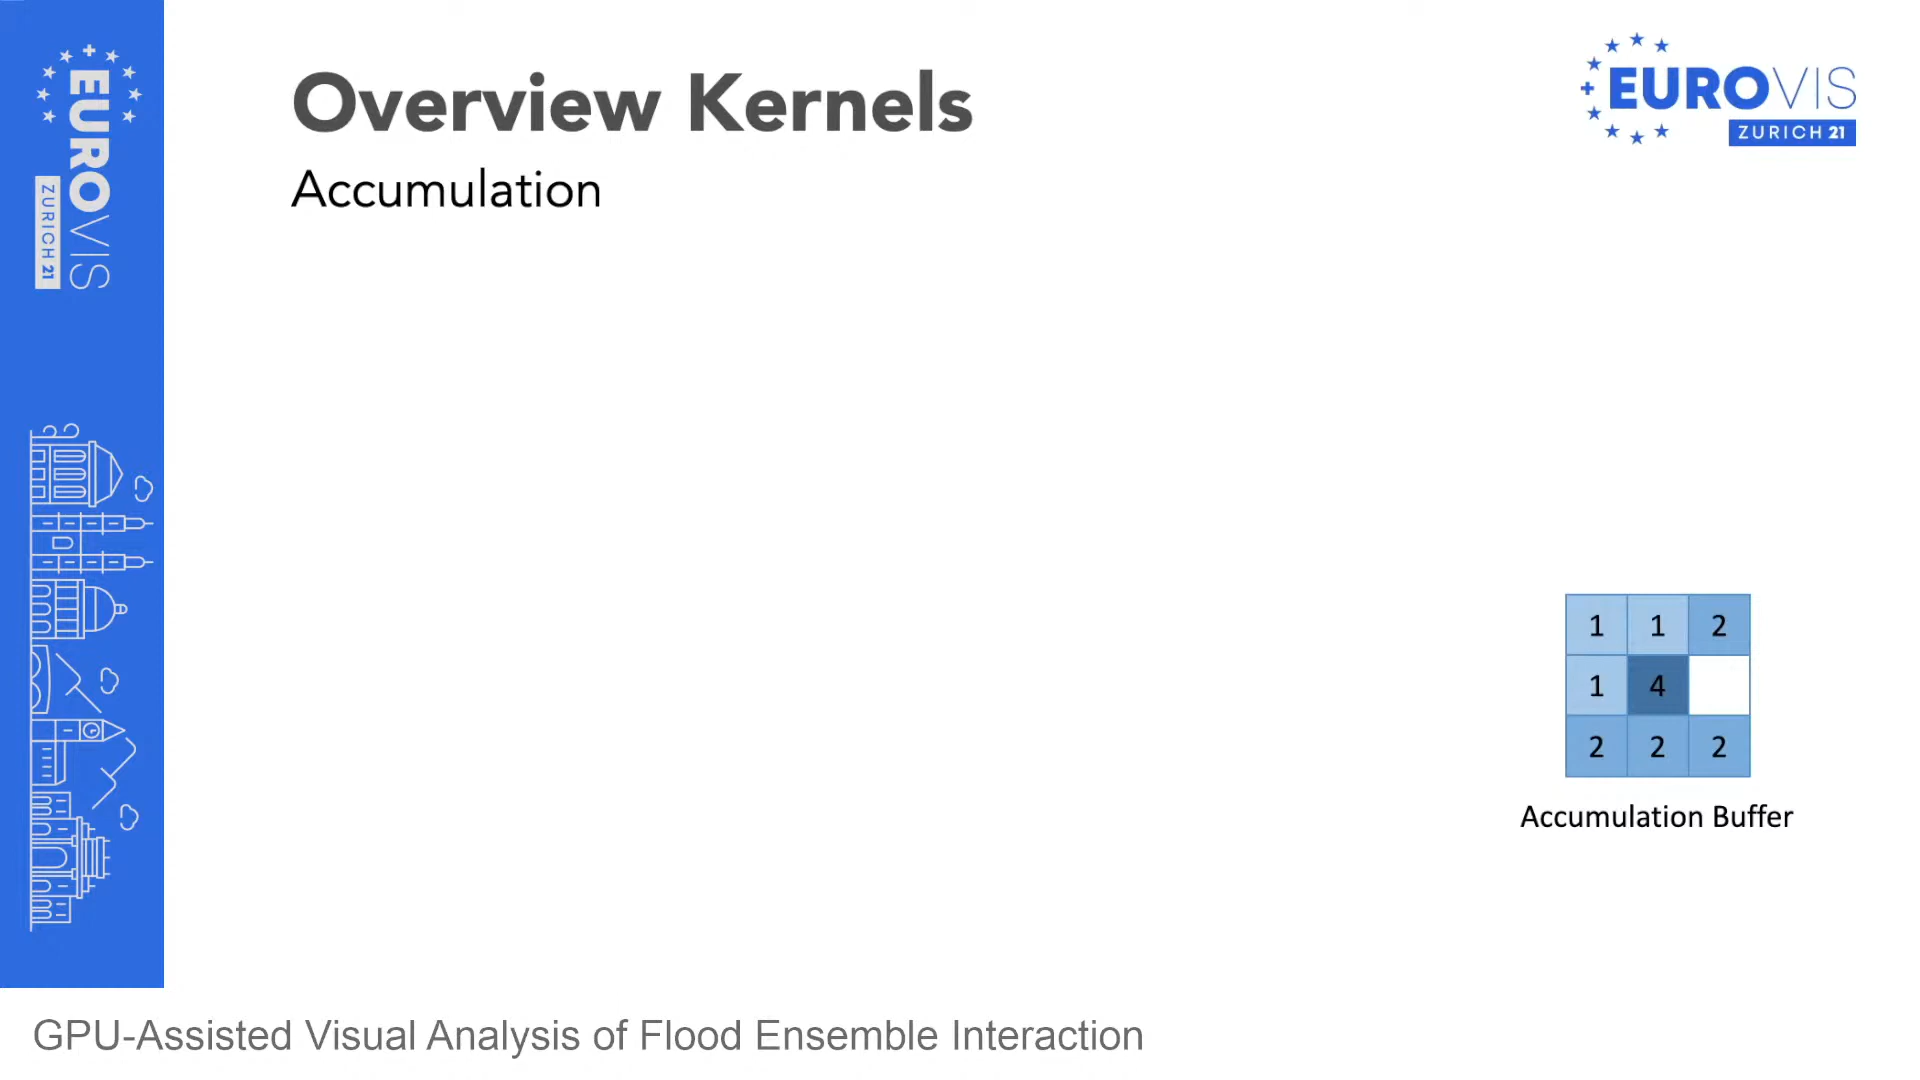 EUROVIS
ZURICH 21
Overview Kernels
Accumulation
EUROVIS
ZURICH 21
1 1 2
1 4
2 2 2
Accumulation Buffer
GPU-Assisted Visual Analysis of Flood Ensemble Interaction